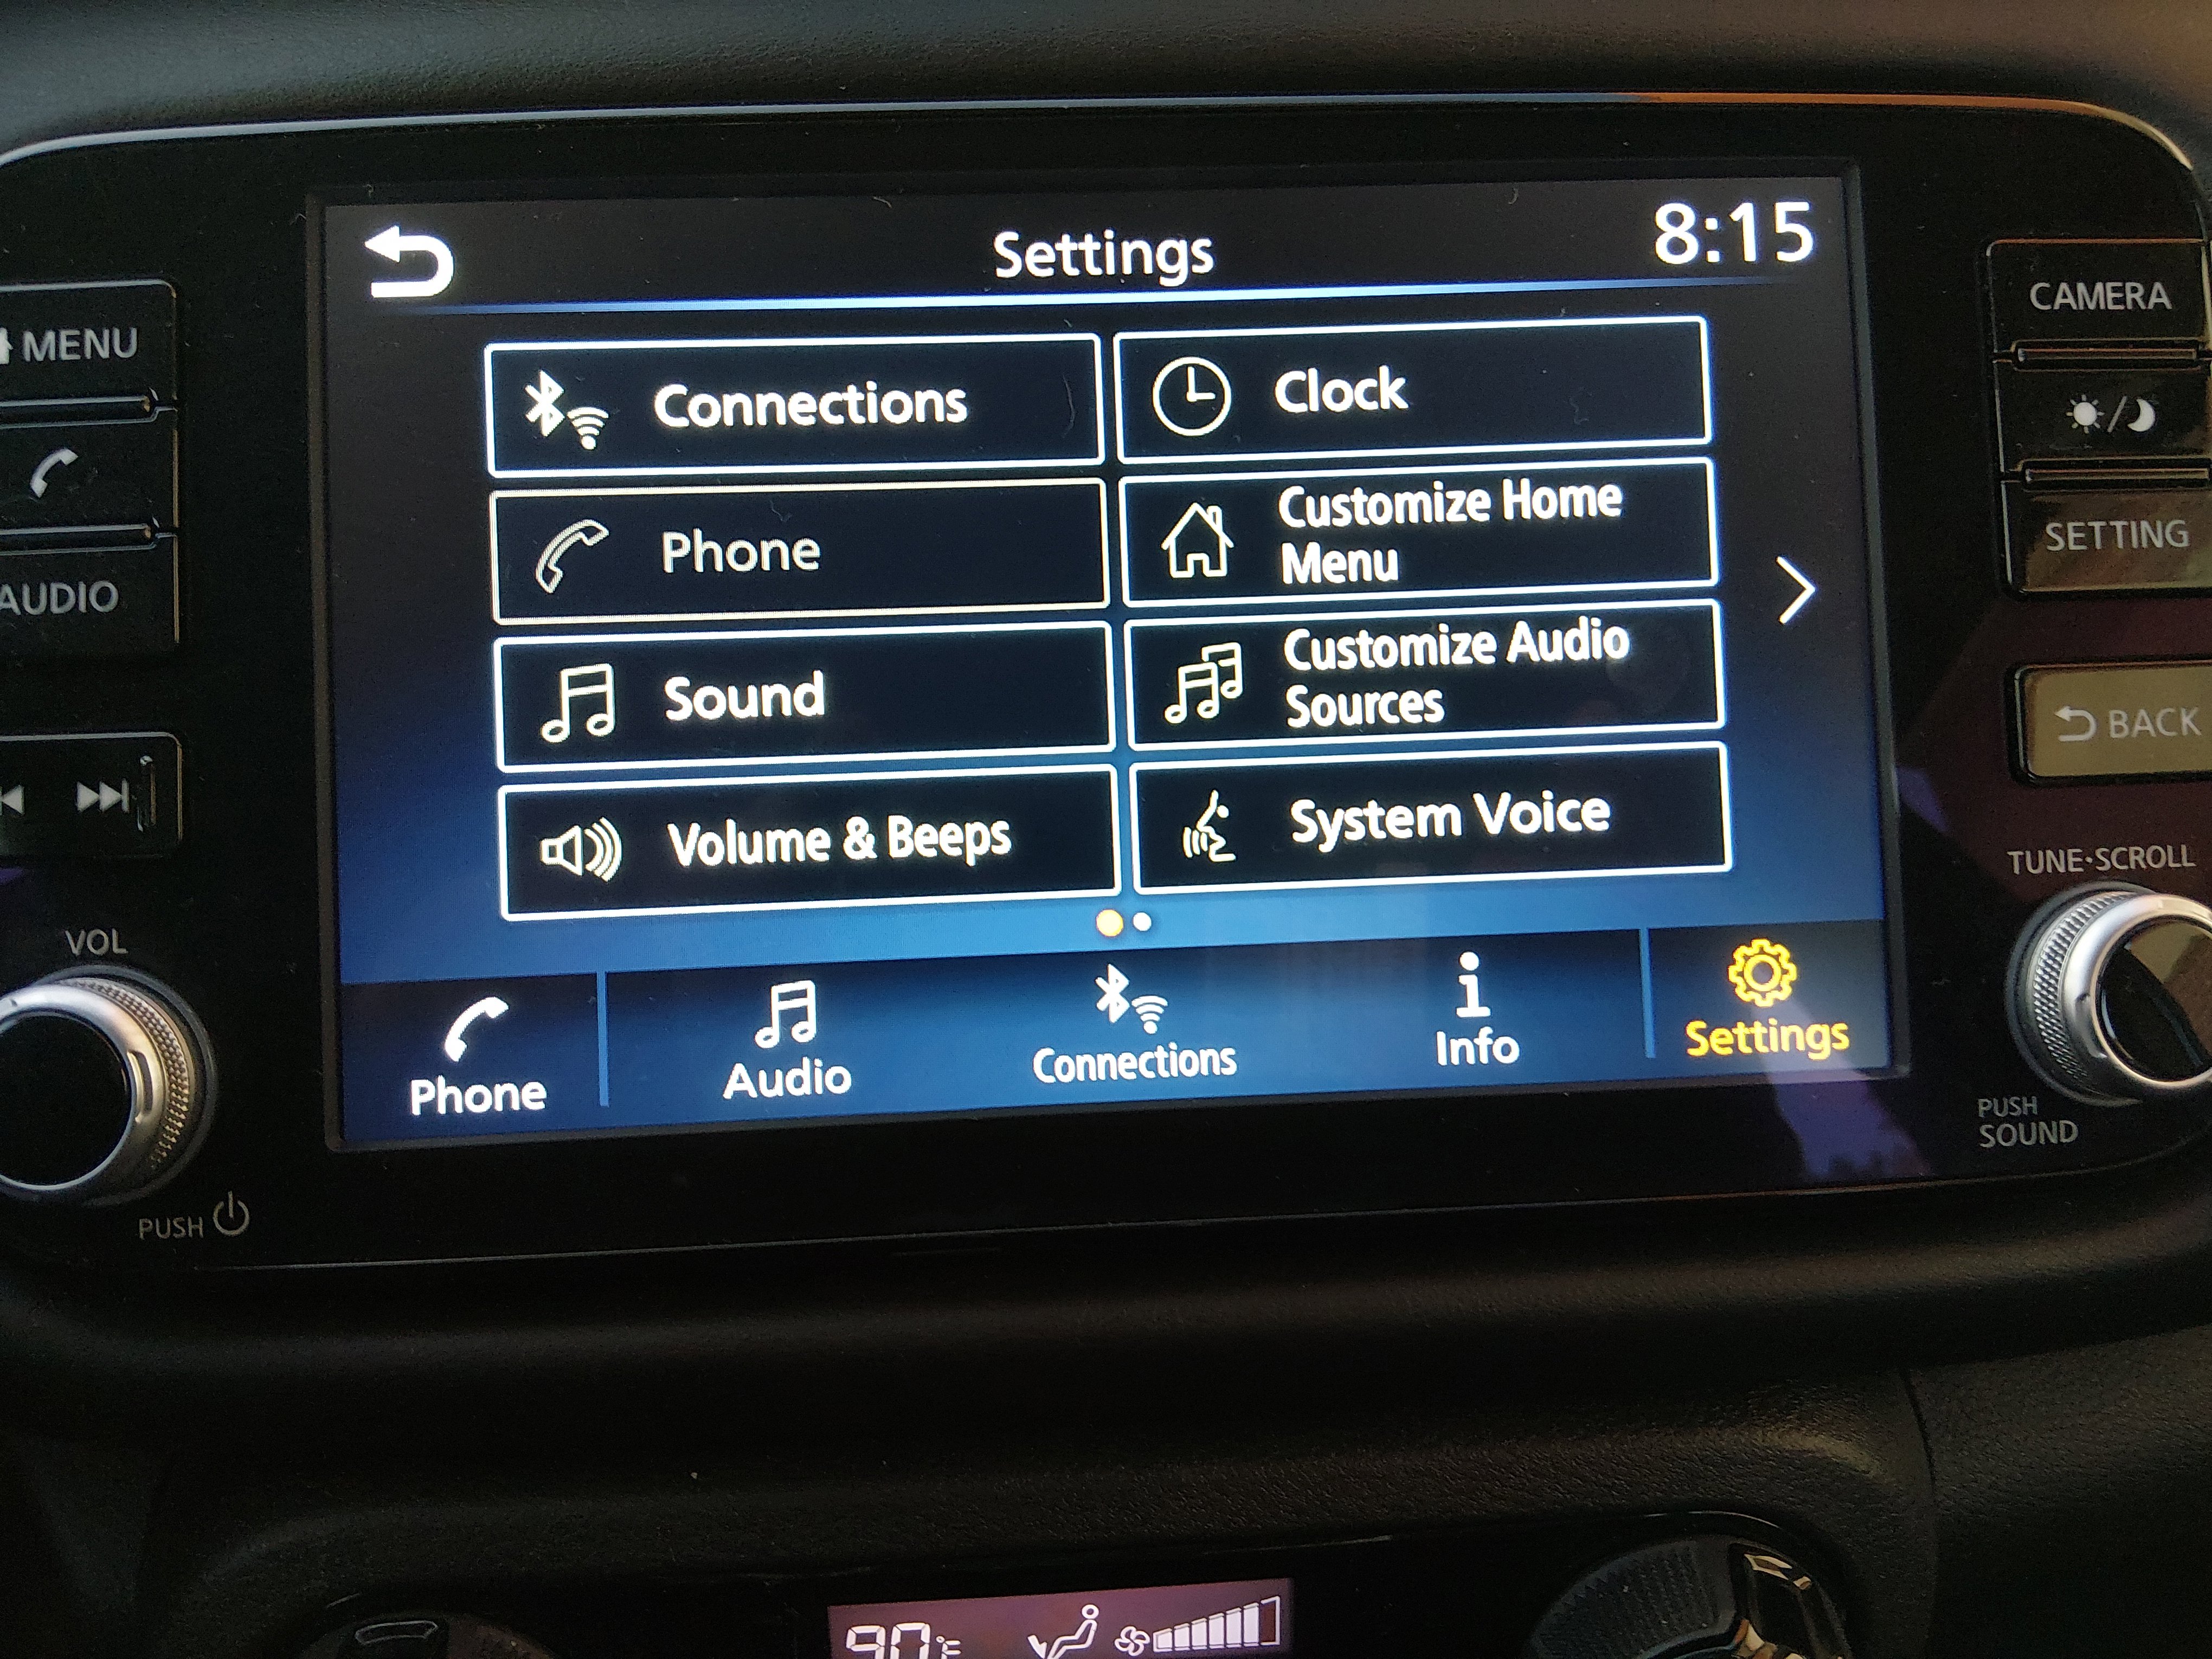 Settings
8:15
MENU
AUDIO
VOL
PUSH
Connections
Clock
Phone
Customize Home
Menu
Sound
Customize Audio
Sources
Volume & Beeps
System Voice
Phone
Audio
Connections
Info
Settings
CAMERA
SETTING
BACK
TUNE·SCROLL
PUSH
SOUND
90°F